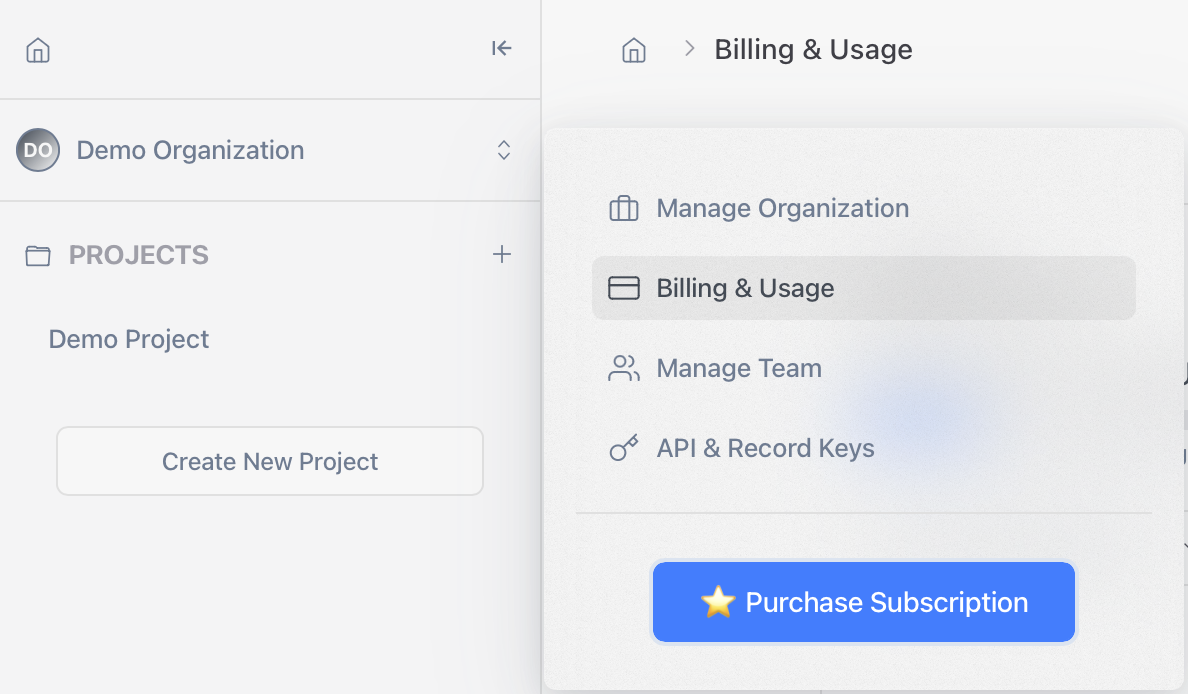 Billing & Usage
DO Demo Organization
PROJECTS
Demo Project
Create New Project
Manage Organization
Billing & Usage
Manage Team
API & Record Keys
⭐ Purchase Subscription